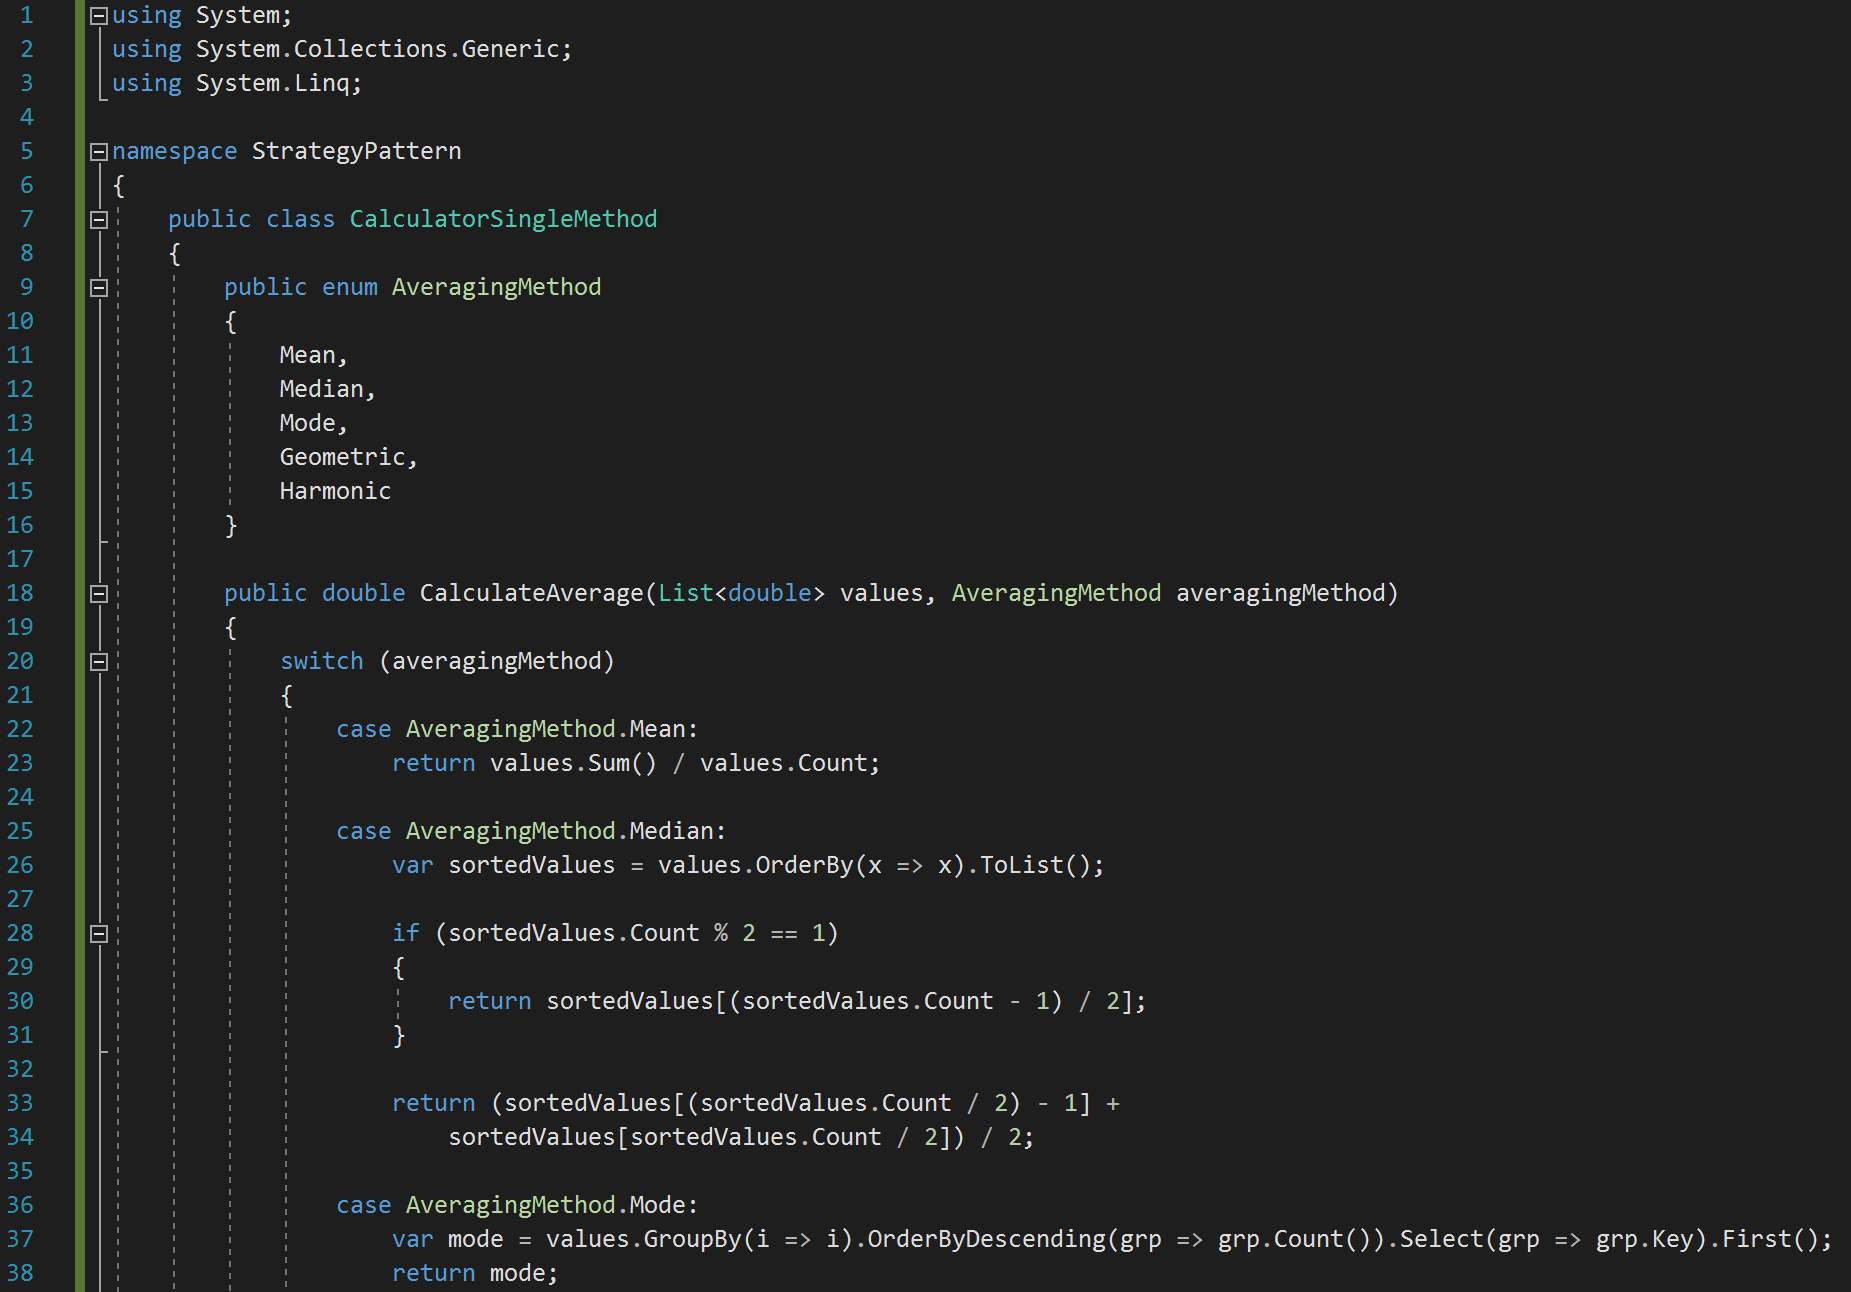 1 using System;
2 using System.Collections.Generic;
3 using System.Linq;
4
5 namespace StrategyPattern
6 {
7     public class CalculatorSingleMethod
8     {
9         public enum AveragingMethod
10         {
11             Mean,
12             Median,
13             Mode,
14             Geometric,
15             Harmonic
16         }
17
18         public double CalculateAverage(List<double> values, AveragingMethod averagingMethod)
19         {
20             switch (averagingMethod)
21             {
22                 case AveragingMethod.Mean:
23                     return values.Sum() / values.Count;
24
25                 case AveragingMethod.Median:
26                     var sortedValues = values.OrderBy(x => x).ToList();
27
28                     if (sortedValues.Count % 2 == 1)
29                     {
30                         return sortedValues[(sortedValues.Count - 1) / 2];
31                     }
32
33                     return (sortedValues[(sortedValues.Count / 2) - 1] +
34                         sortedValues[sortedValues.Count / 2]) / 2;
35
36                 case AveragingMethod.Mode:
37                     var mode = values.GroupBy(i => i).OrderByDescending(grp => grp.Count()).Select(grp => grp.Key).First();
38                     return mode;